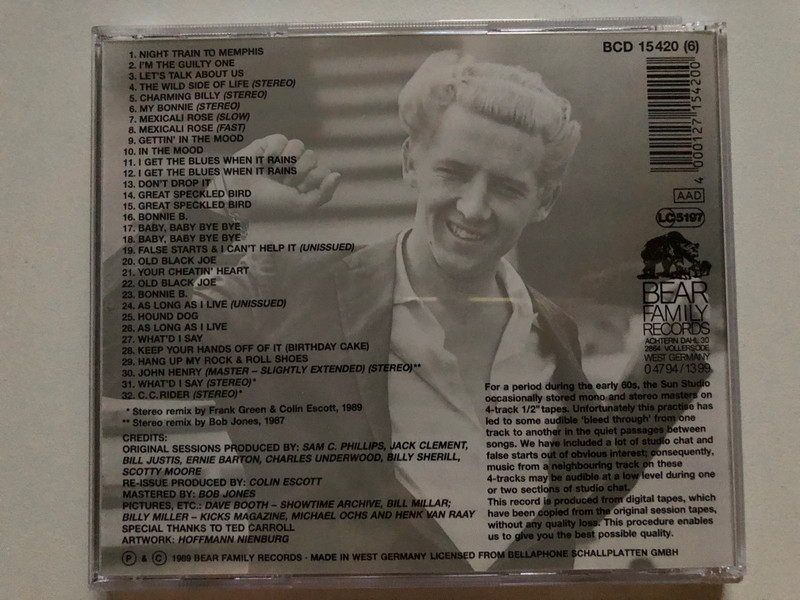 1. NIGHT TRAIN TO MEMPHIS
2. I'M THE GUILTY ONE
3. LET'S TALK ABOUT US
4. THE WILD SIDE OF LIFE (STEREO)
5. CHARMING BILLY (STEREO)
6. MY BONNIE (STEREO)
7. MEXICALI ROSE (SLOW)
8. MEXICALI ROSE (FAST)
9. GETTIN' IN THE MOOD
10. IN THE MOOD
11. I GET THE BLUES WHEN IT RAINS
12. I GET THE BLUES WHEN IT RAINS
13. DON'T DROP IT
14. GREAT SPECKLED BIRD
15. GREAT SPECKLED BIRD
16. BONNIE B.
17. BABY, BABY BYE BYE
18. BABY, BABY BYE BYE
19. FALSE STARTS & I CAN'T HELP IT (UNISSUED)
20. OLD BLACK JOE
21. YOUR CHEATIN' HEART
22. OLD BLACK JOE
23. BONNIE B.
24. AS LONG AS I LIVE (UNISSUED)
25. HOUND DOG
26. AS LONG AS I LIVE
27. WHAT'D I SAY
28. KEEP YOUR HANDS OFF OF IT (BIRTHDAY CAKE)
29. HANG UP MY ROCK & ROLL SHOES
30. JOHN HENRY (MASTER – SLIGHTLY EXTENDED) (STEREO)**
31. WHAT'D I SAY (STEREO)*
32. C.C. RIDER (STEREO)*
* Stereo remix by Frank Green & Colin Escott, 1989
** Stereo remix by Bob Jones, 1987
CREDITS:
ORIGINAL SESSIONS PRODUCED BY: SAM C. PHILLIPS, JACK CLEMENT,
BILL JUSTIS, ERNIE BARTON, CHARLES UNDERWOOD, BILLY SHERILL,
SCOTTY MOORE
RE-ISSUE PRODUCED BY: COLIN ESCOTT
MASTERED BY: BOB JONES
PICTURES, ETC.: DAVE BOOTH – SHOWTIME ARCHIVE, BILL MILLAR;
BILLY MILLER – KICKS MAGAZINE, MICHAEL OCHS AND HENK VAN RAAY
SPECIAL THANKS TO TED CARROLL
ARTWORK: HOFFMANN NIENBURG
BCD 15420 (6)
4 000127 154200
AAD
LC 5197
BEAR
FAMILY
RECORDS
ACHTERN DAHL 30
2864 VOLLERSODE
WEST GERMANY
0 47 94 / 13 99
For a period during the early 60s, the Sun Studio
occasionally stored mono and stereo masters on
4-track 1/2" tapes. Unfortunately this practise has
led to some audible 'bleed through' from one
track to another in the quiet passages between
songs. We have included a lot of studio chat and
false starts out of obvious interest; consequently,
music from a neighbouring track on these
4-tracks may be audible at a low level during one
or two sections of studio chat.
This record is produced from digital tapes, which
have been copied from the original session tapes,
without any quality loss. This procedure enables
us to give you the best possible quality.
Ⓟ & Ⓒ 1989 BEAR FAMILY RECORDS · MADE IN WEST GERMANY LICENSED FROM BELLAPHONE SCHALLPLATTEN GMBH